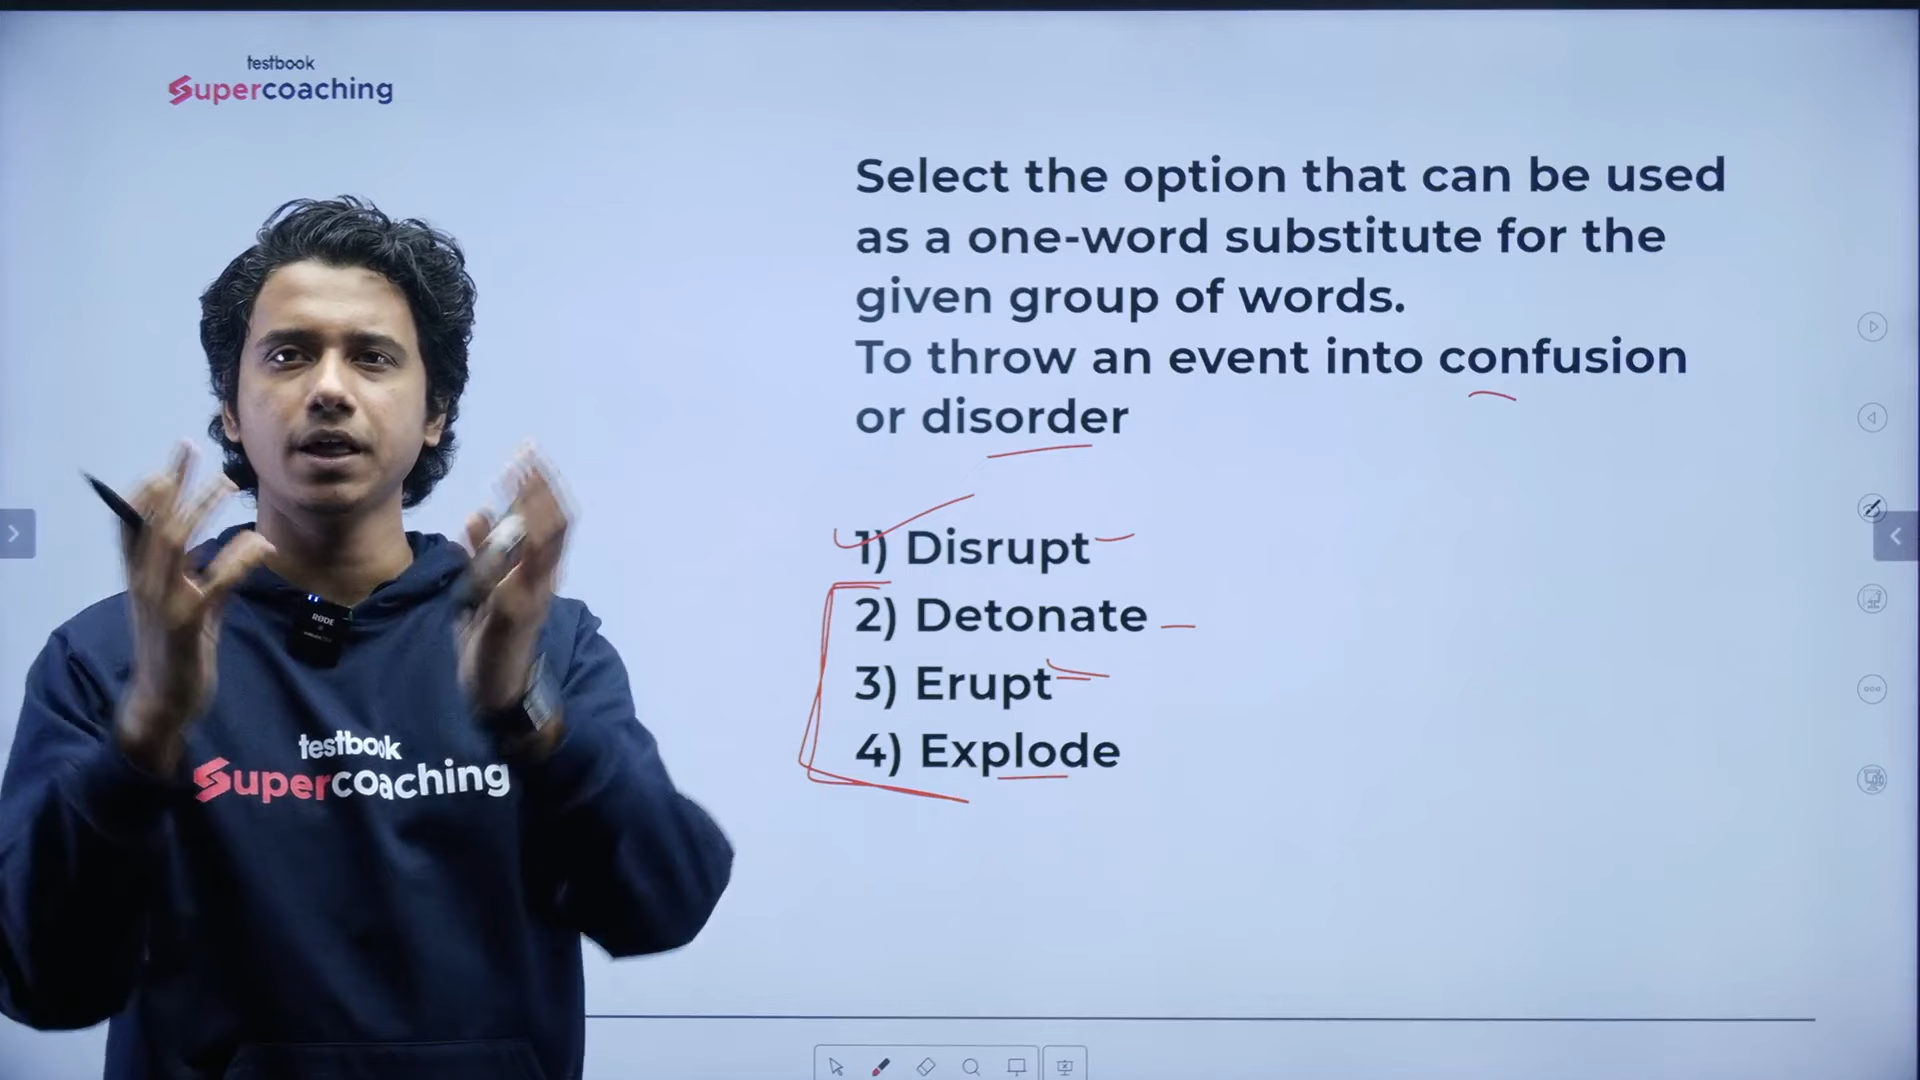 testbook
Supercoaching
Select the option that can be used
as a one-word substitute for the
given group of words.
To throw an event into confusion
or disorder
1) Disrupt
2) Detonate
3) Erupt
4) Explode
RØDE
testbook
Supercoaching